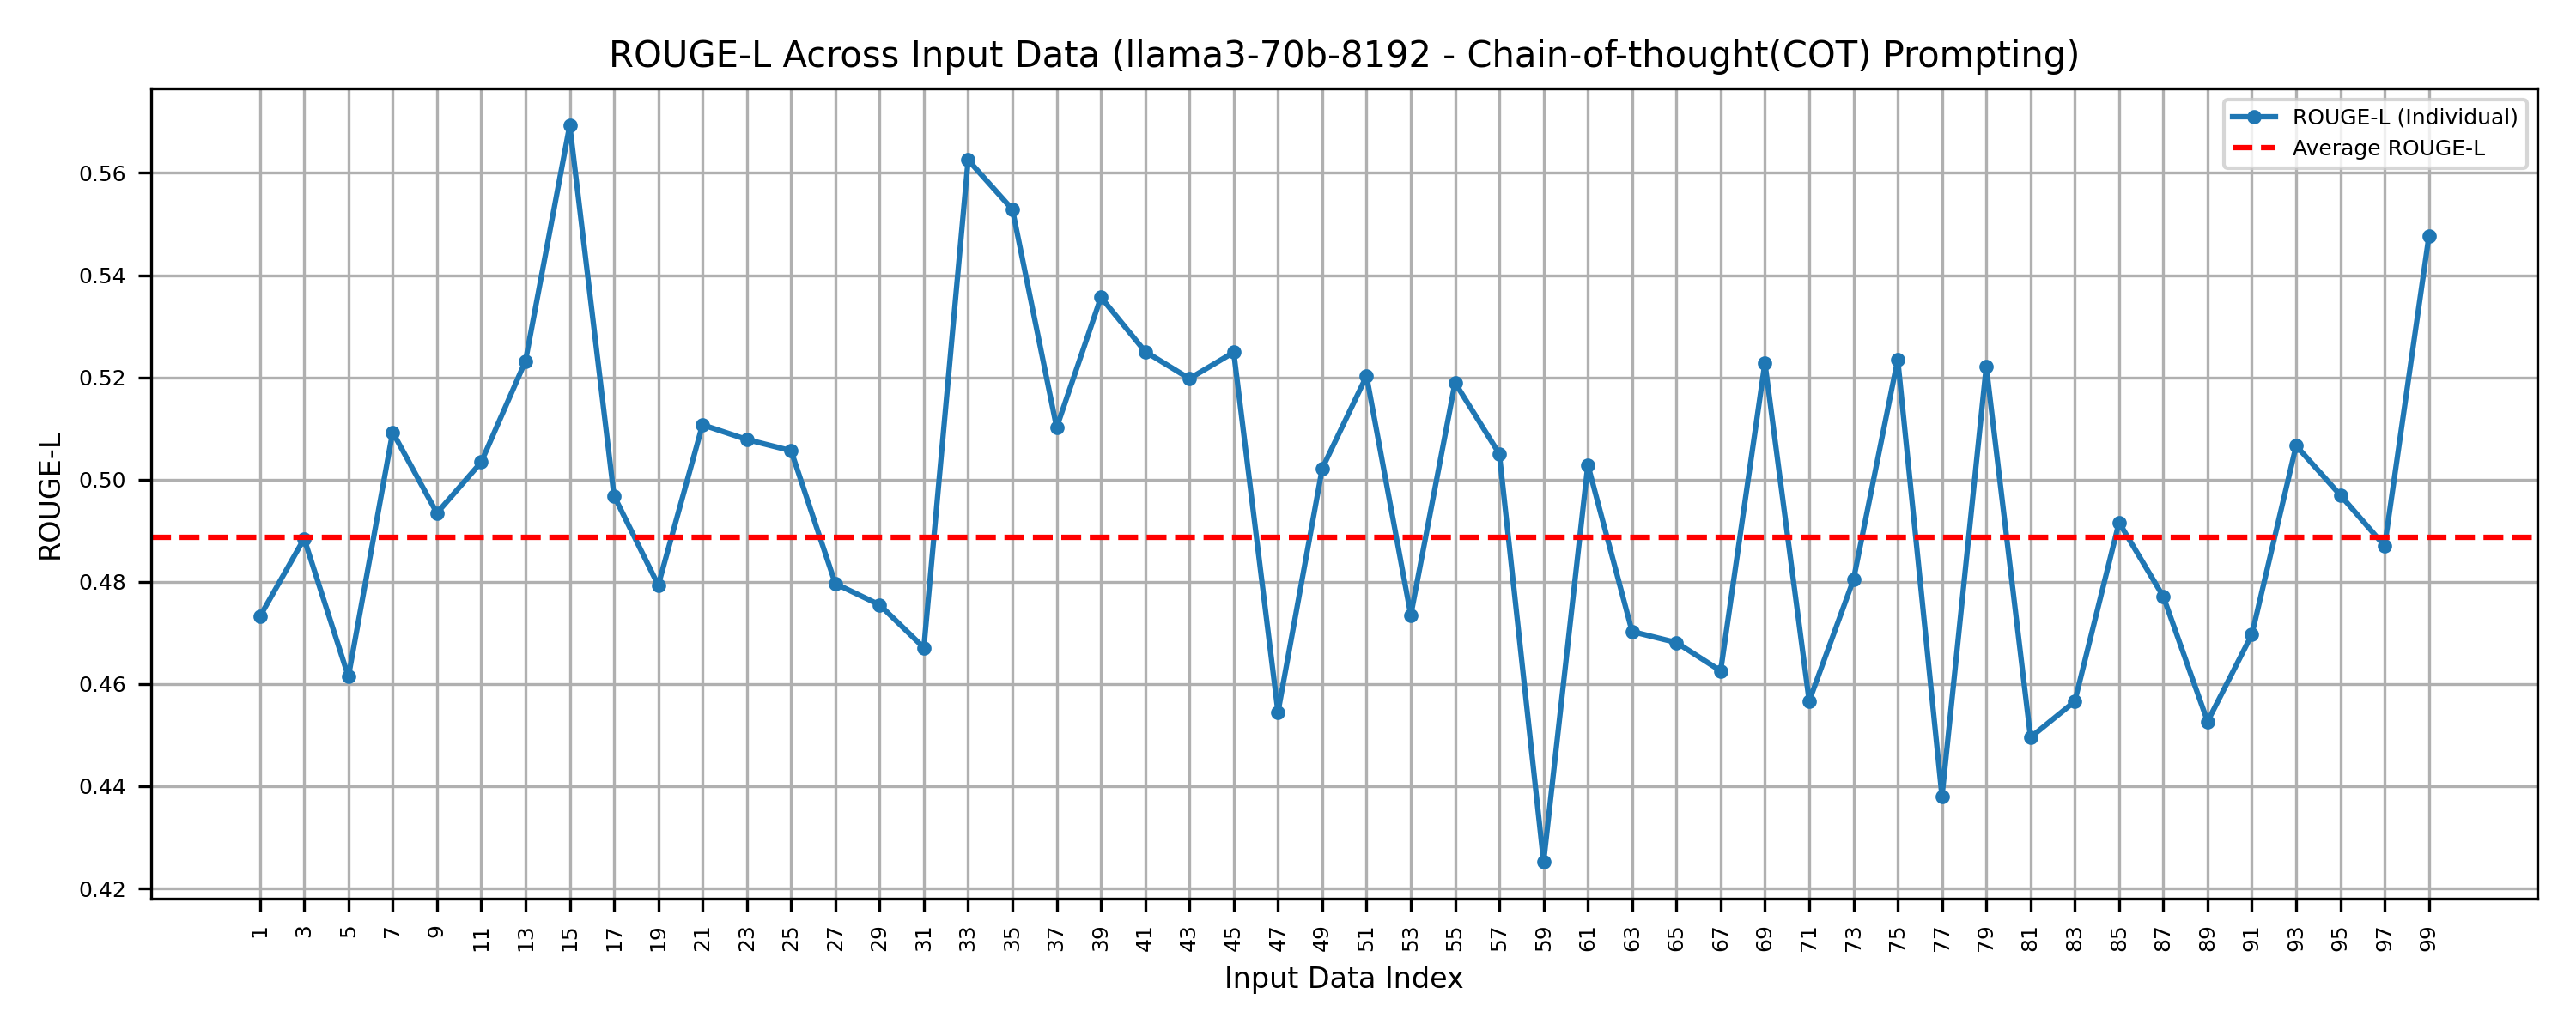 ROUGE-L Across Input Data (llama3-70b-8192 - Chain-of-thought(COT) Prompting)
ROUGE-L (Individual)
Average ROUGE-L
ROUGE-L
0.56
0.54
0.52
0.50
0.48
0.46
0.44
0.42
1 3 5 7 9 11 13 15 17 19 21 23 25 27 29 31 33 35 37 39 41 43 45 47 49 51 53 55 57 59 61 63 65 67 69 71 73 75 77 79 81 83 85 87 89 91 93 95 97 99
Input Data Index